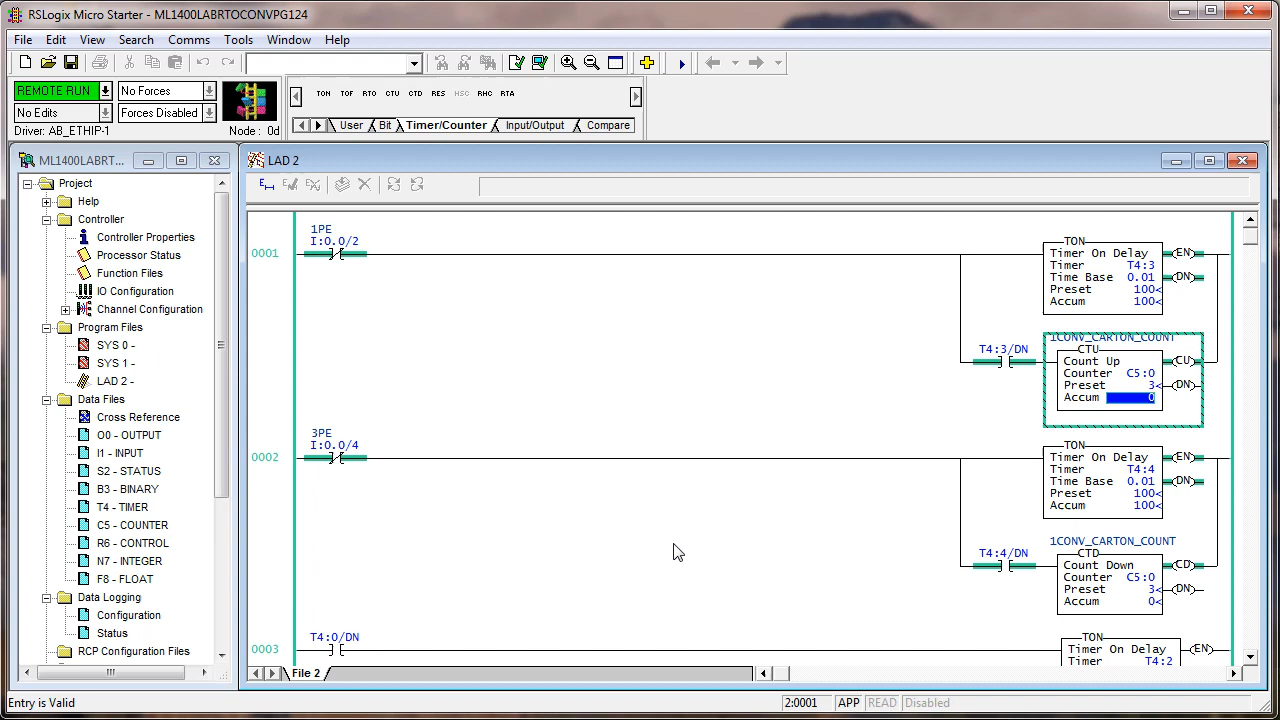 RSLogix Micro Starter - ML1400LABRTOCONVPG124
File Edit View Search Comms Tools Window Help
REMOTE RUN No Forces
No Edits Forces Disabled
Driver: AB_ETHIP-1 Node : 0d
TON TOF RTO CTU CTD RES HSC RHC RTA
User Bit Timer/Counter Input/Output Compare
ML1400LABRT...
Project
Help
Controller
Controller Properties
Processor Status
Function Files
IO Configuration
Channel Configuration
Program Files
SYS 0 -
SYS 1 -
LAD 2 -
Data Files
Cross Reference
O0 - OUTPUT
I1 - INPUT
S2 - STATUS
B3 - BINARY
T4 - TIMER
C5 - COUNTER
R6 - CONTROL
N7 - INTEGER
F8 - FLOAT
Data Logging
Configuration
Status
RCP Configuration Files
LAD 2
0001
1PE
I:0.0/2
TON
Timer On Delay
Timer T4:3
Time Base 0.01
Preset 100<
Accum 100<
EN
DN
T4:3/DN
1CONV_CARTON_COUNT
CTU
Count Up
Counter C5:0
Preset 3<
Accum 0
CU
DN
0002
3PE
I:0.0/4
TON
Timer On Delay
Timer T4:4
Time Base 0.01
Preset 100<
Accum 100<
EN
DN
T4:4/DN
1CONV_CARTON_COUNT
CTD
Count Down
Counter C5:0
Preset 3<
Accum 0<
CD
DN
0003
T4:0/DN
TON
Timer On Delay
Timer T4:2
EN
File 2
Entry is Valid
2:0001 APP READ Disabled